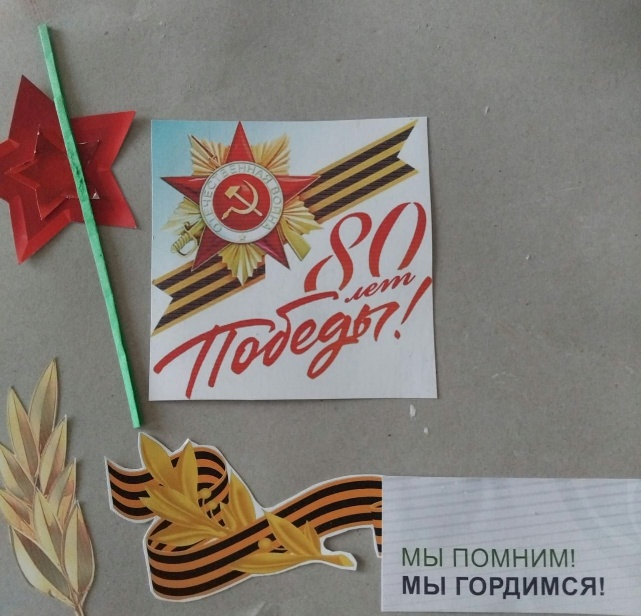 ОТЕЧЕСТВЕННАЯ ВОЙНА
80
лет
Победы!
МЫ ПОМНИМ!
МЫ ГОРДИМСЯ!